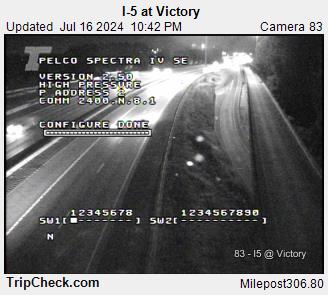 I-5 at Victory
Updated Jul 16 2024 10:42 PM Camera 83
PELCO SPECTRA IV SE
VERSION 2.50
HIGH PRESSURE
P ADDRESS 2
COMM 2400.N.8.1
CONFIGURE DONE
12345678 1234567890
SW1[ ] SW2[----------]
N
83 - I5 @ Victory
TripCheck.com Milepost306.80